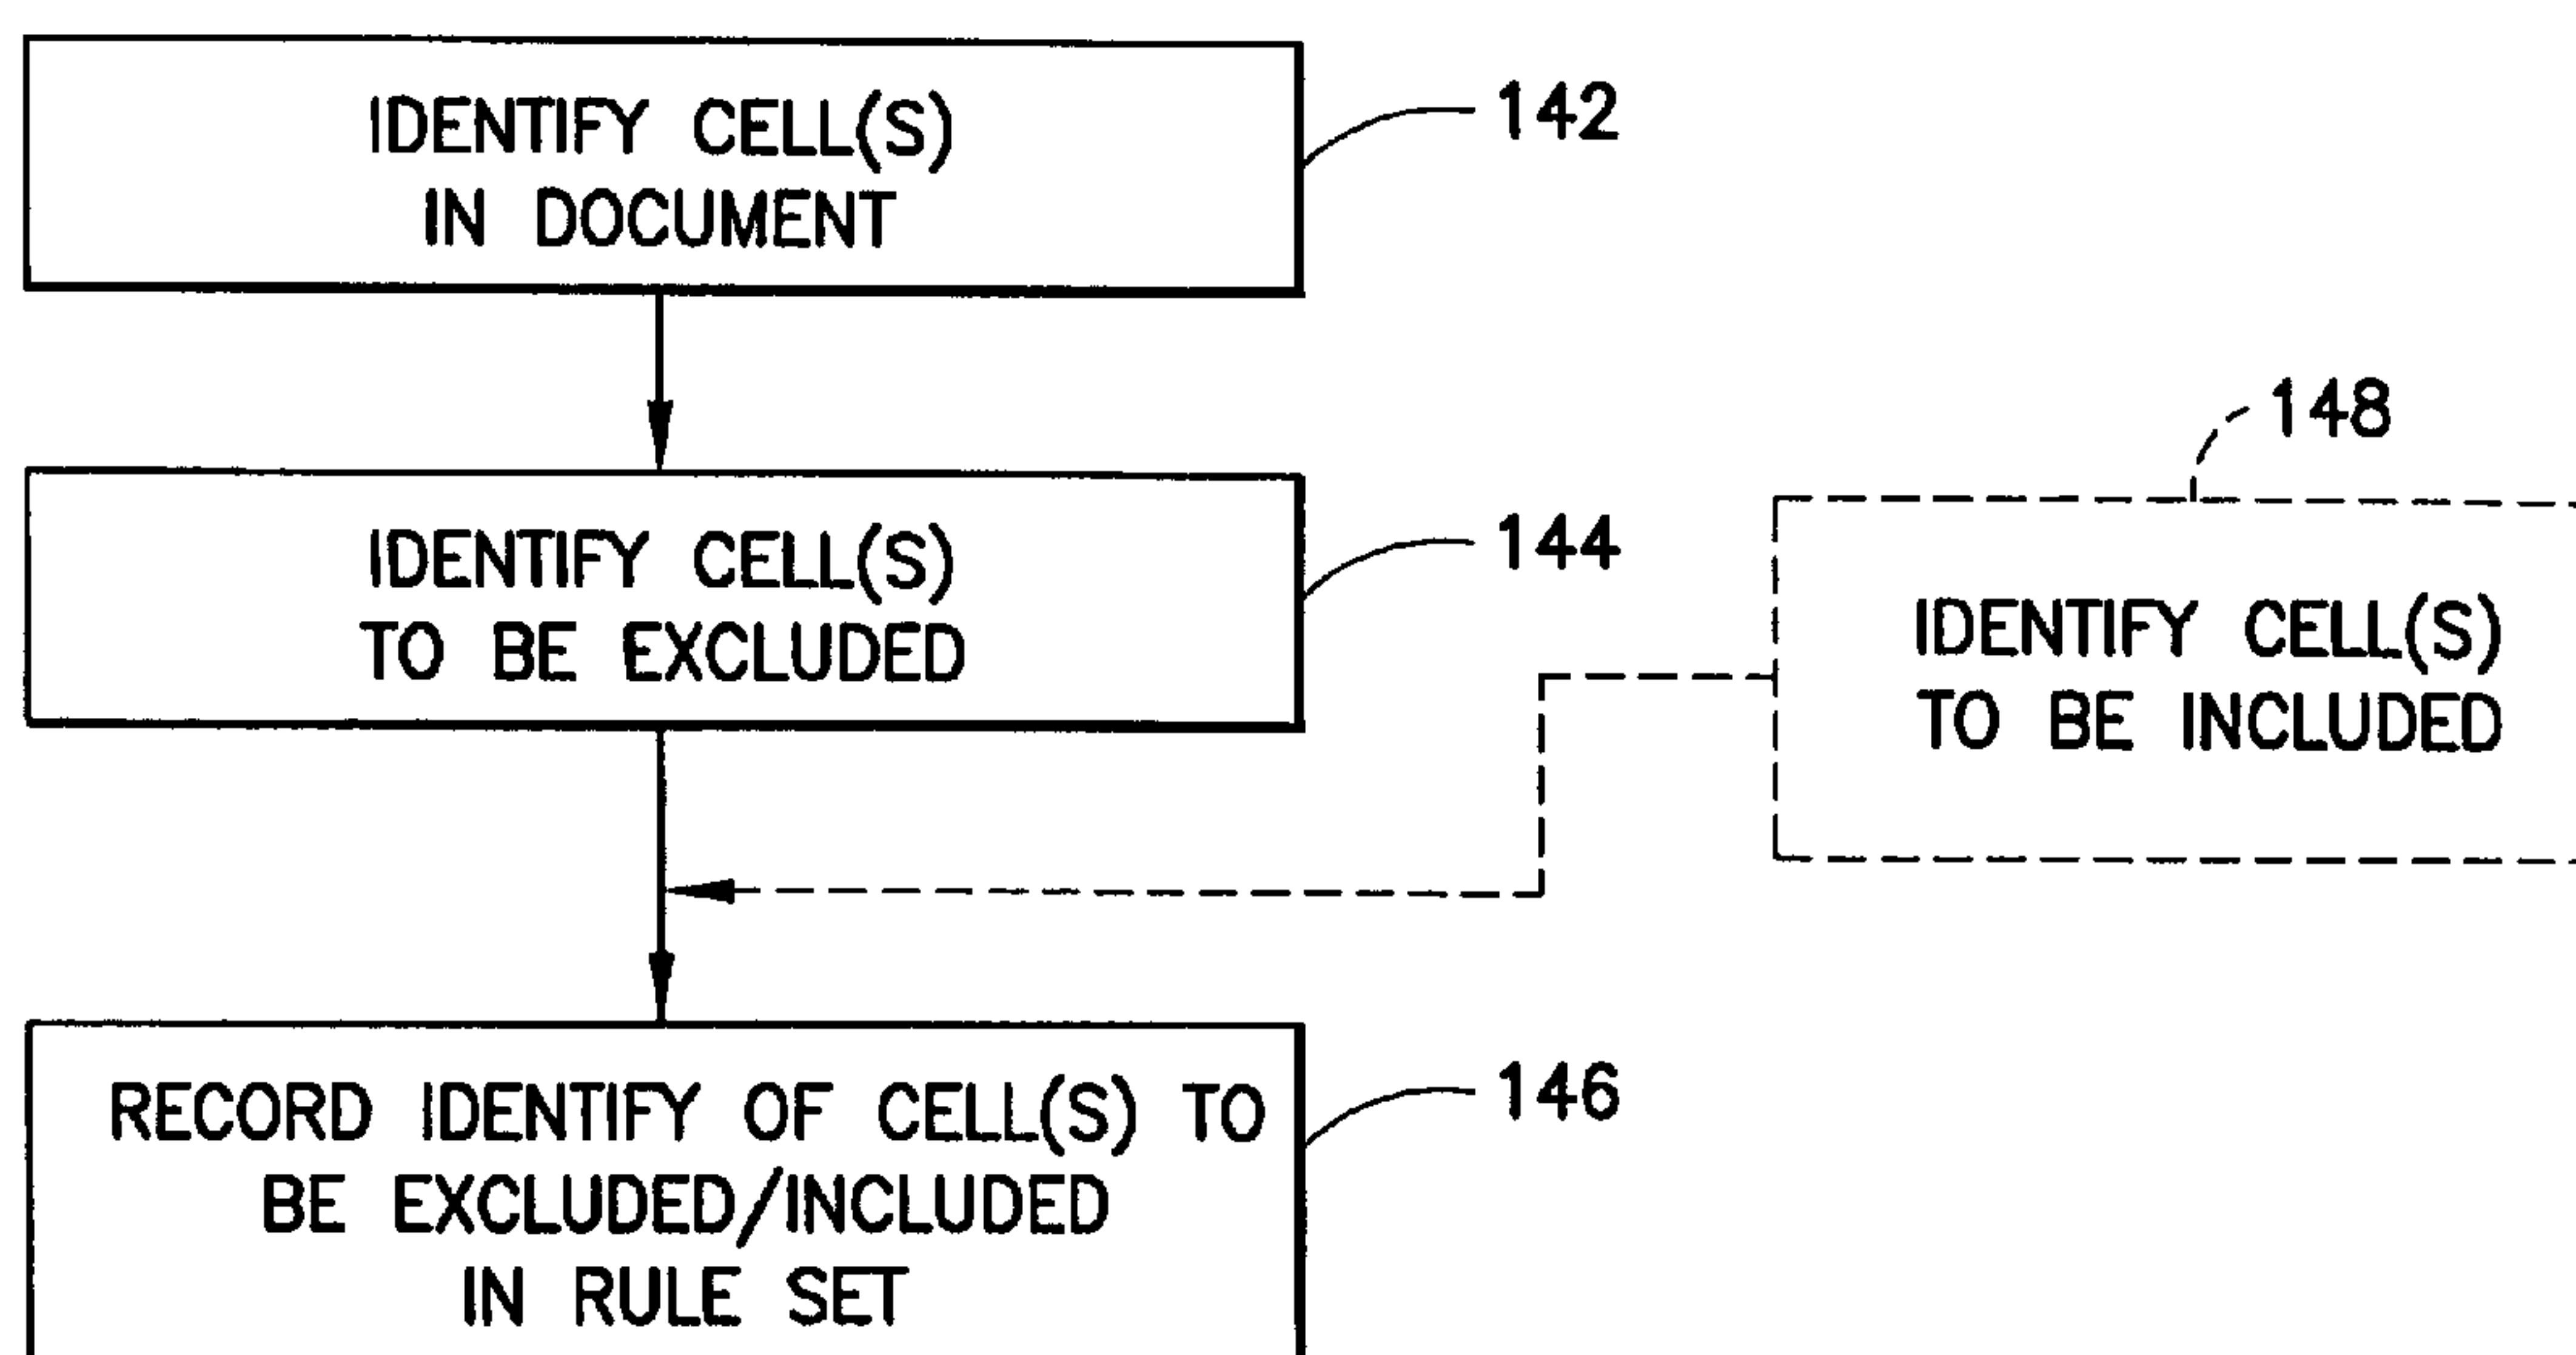 IDENTIFY CELL(S)
IN DOCUMENT
142
IDENTIFY CELL(S)
TO BE EXCLUDED
144
148
IDENTIFY CELL(S)
TO BE INCLUDED
RECORD IDENTIFY OF CELL(S) TO
BE EXCLUDED/INCLUDED
IN RULE SET
146